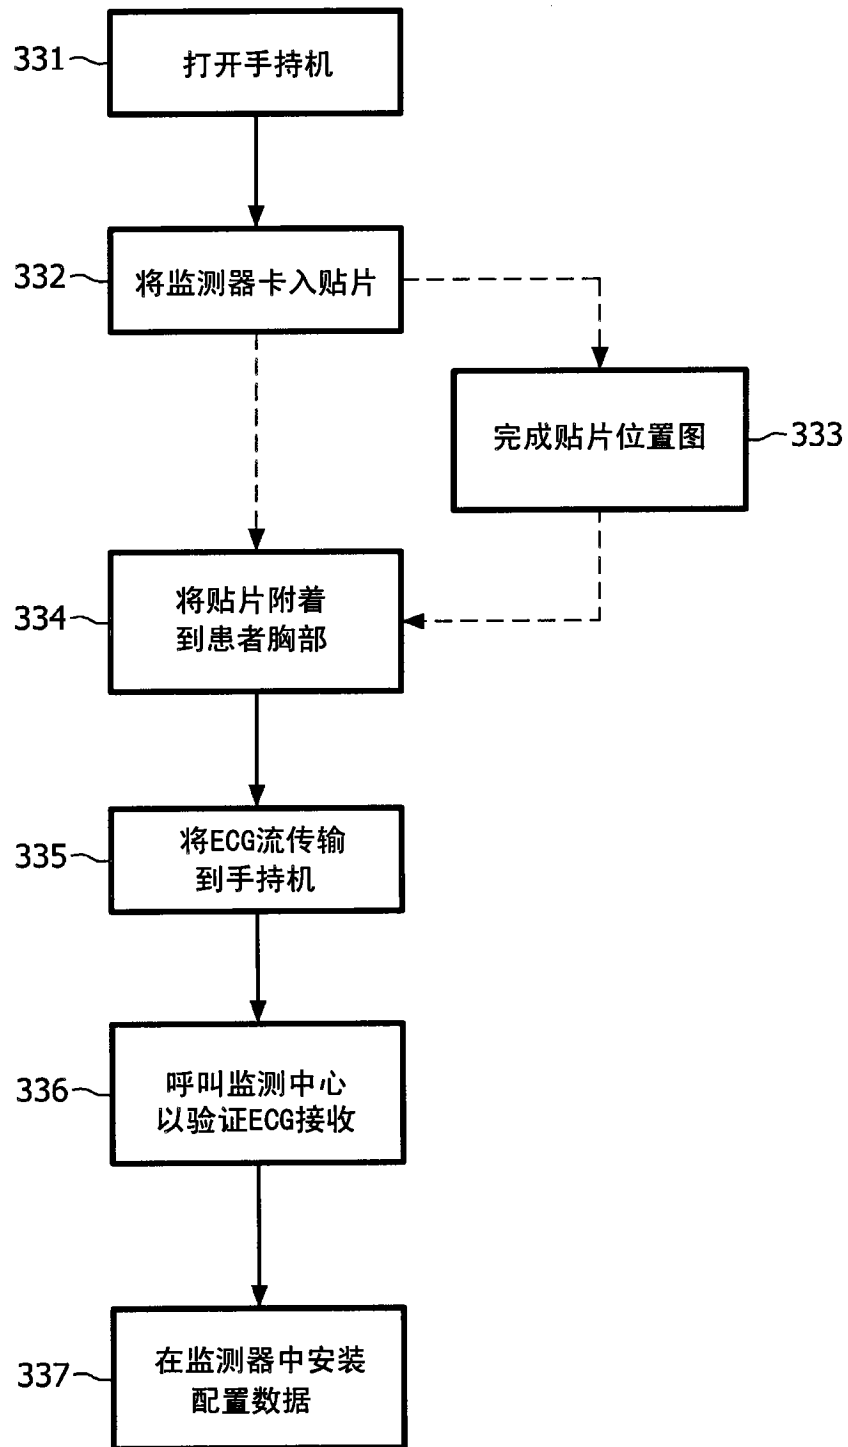 331
打开手持机
332
将监测器卡入贴片
完成贴片位置图
333
334
将贴片附着
到患者胸部
335
将ECG流传输
到手持机
336
呼叫监测中心
以验证ECG接收
337
在监测器中安装
配置数据